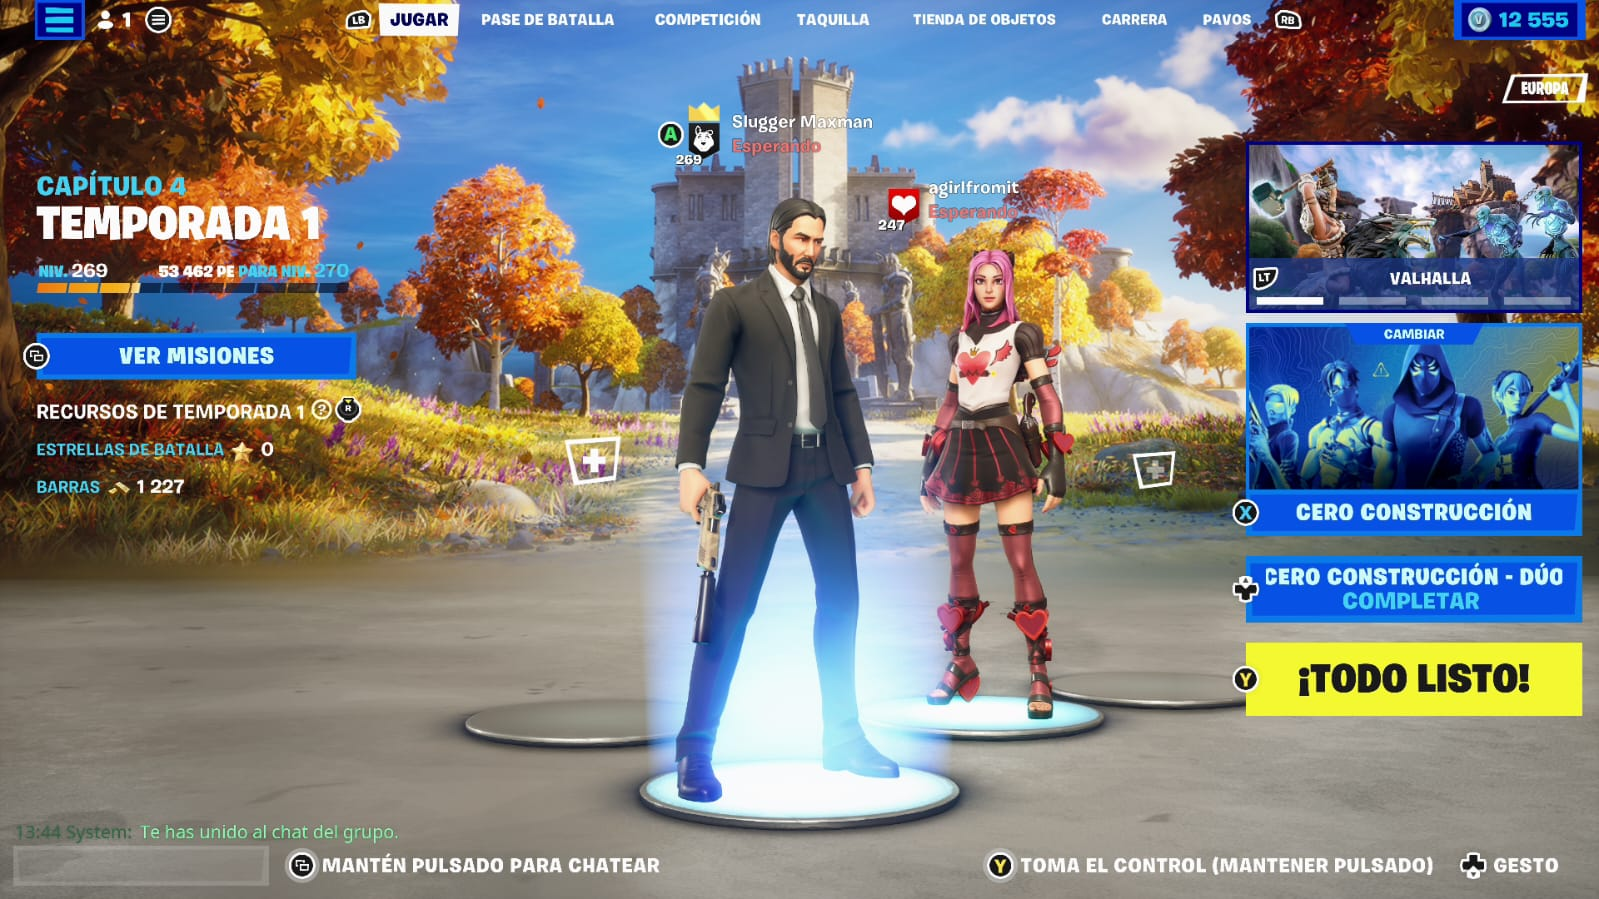 1
LB
JUGAR
PASE DE BATALLA
COMPETICIÓN
TAQUILLA
TIENDA DE OBJETOS
CARRERA
PAVOS
RB
V 12 555
EUROPA
A
Slugger Maxman
Esperando
269
agirlfromit
Esperando
247
CAPÍTULO 4
TEMPORADA 1
NIV. 269
53 462 PE PARA NIV. 270
VER MISIONES
RECURSOS DE TEMPORADA 1 ? R
ESTRELLAS DE BATALLA 0
BARRAS 1 227
LT
VALHALLA
CAMBIAR
X
CERO CONSTRUCCIÓN
CERO CONSTRUCCIÓN - DÚO
COMPLETAR
Y
¡TODO LISTO!
13:44 System: Te has unido al chat del grupo.
MANTÉN PULSADO PARA CHATEAR
Y TOMA EL CONTROL (MANTENER PULSADO)
GESTO